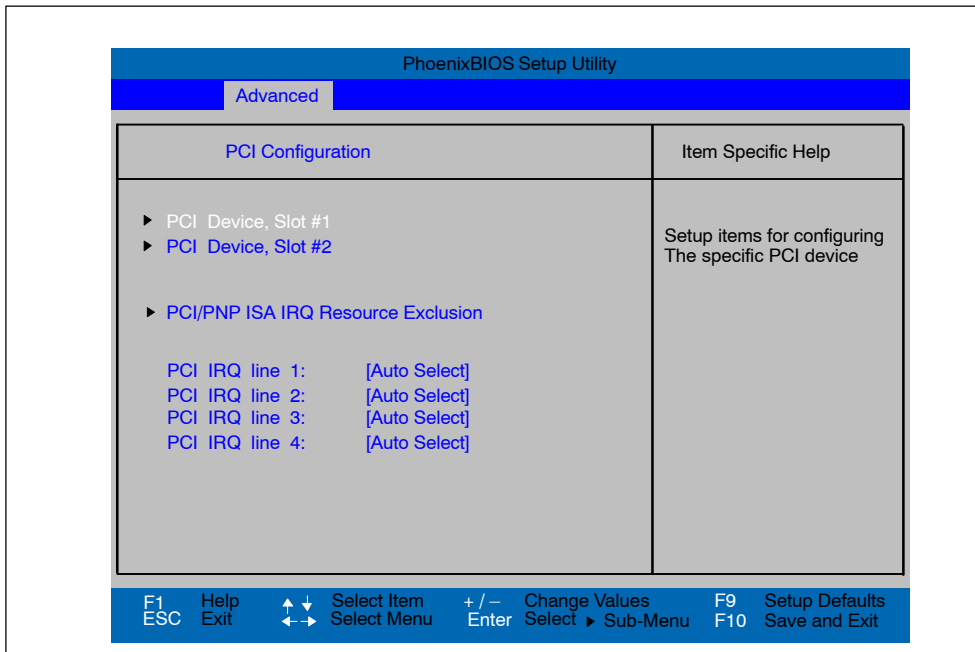 PhoenixBIOS Setup Utility
Advanced
PCI Configuration
Item Specific Help
PCI Device, Slot #1
PCI Device, Slot #2
Setup items for configuring
The specific PCI device
PCI/PNP ISA IRQ Resource Exclusion
PCI IRQ line 1: [Auto Select]
PCI IRQ line 2: [Auto Select]
PCI IRQ line 3: [Auto Select]
PCI IRQ line 4: [Auto Select]
F1 Help Select Item + / – Change Values F9 Setup Defaults
ESC Exit Select Menu Enter Select Sub-Menu F10 Save and Exit